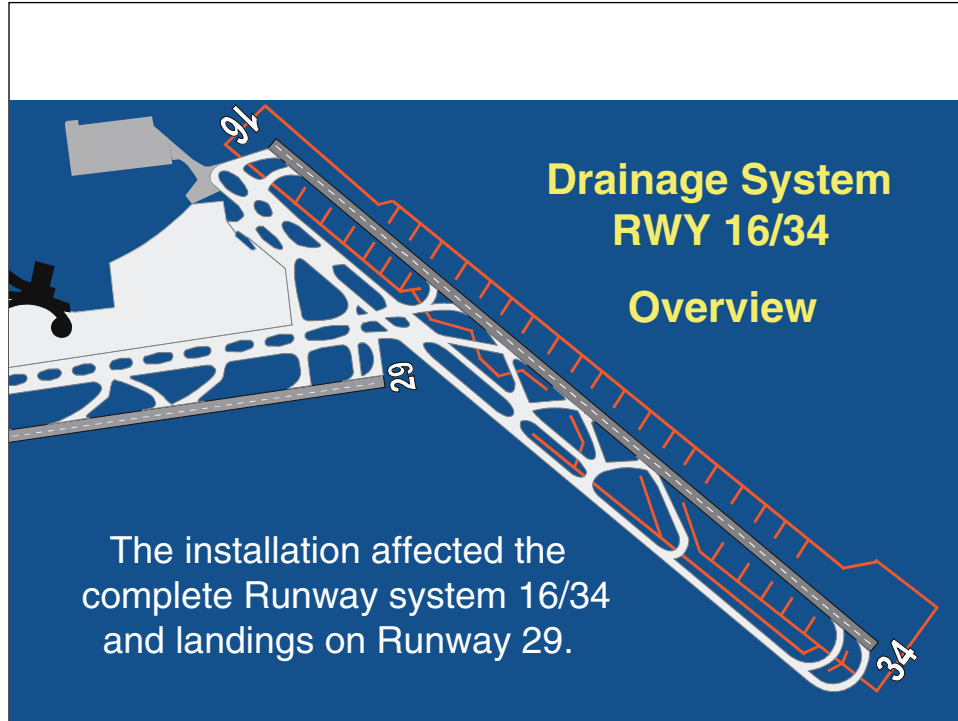 16
Drainage System
RWY 16/34
Overview
29
The installation affected the
complete Runway system 16/34
and landings on Runway 29.
34